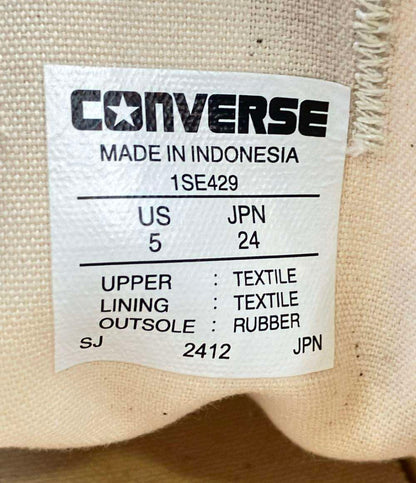 CONVERSE
MADE IN INDONESIA
1SE429
US JPN
5 24
UPPER : TEXTILE
LINING : TEXTILE
OUTSOLE : RUBBER
SJ 2412 JPN